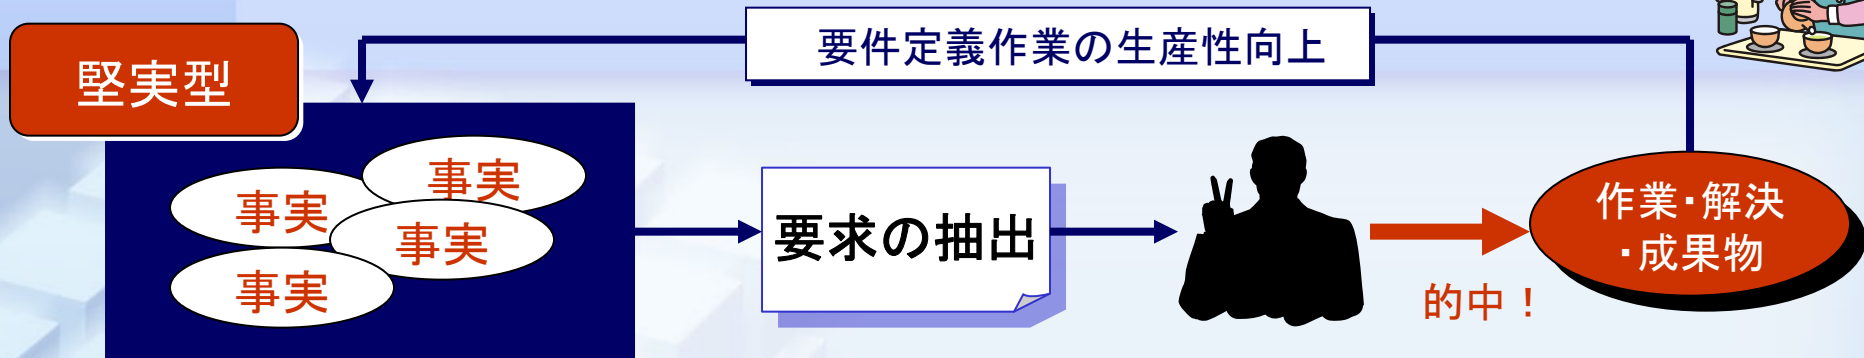 要件定義作業の生産性向上
堅実型
事実
事実
事実
事実
要求の抽出
作業・解決
・成果物
的中！